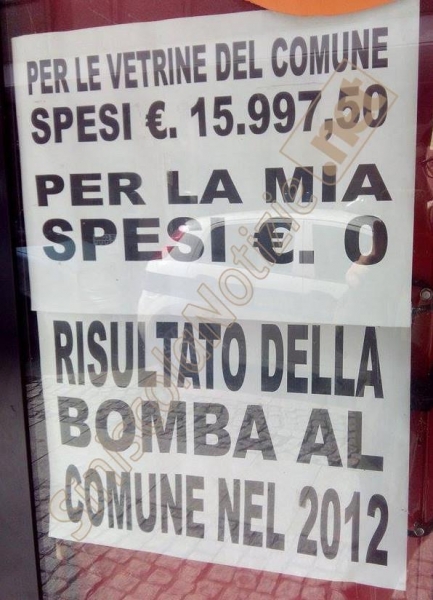 PER LE VETRINE DEL COMUNE
SPESI €. 15.997,50
PER LA MIA
SPESI €. 0
RISULTATO DELLA
BOMBA AL
COMUNE NEL 2012